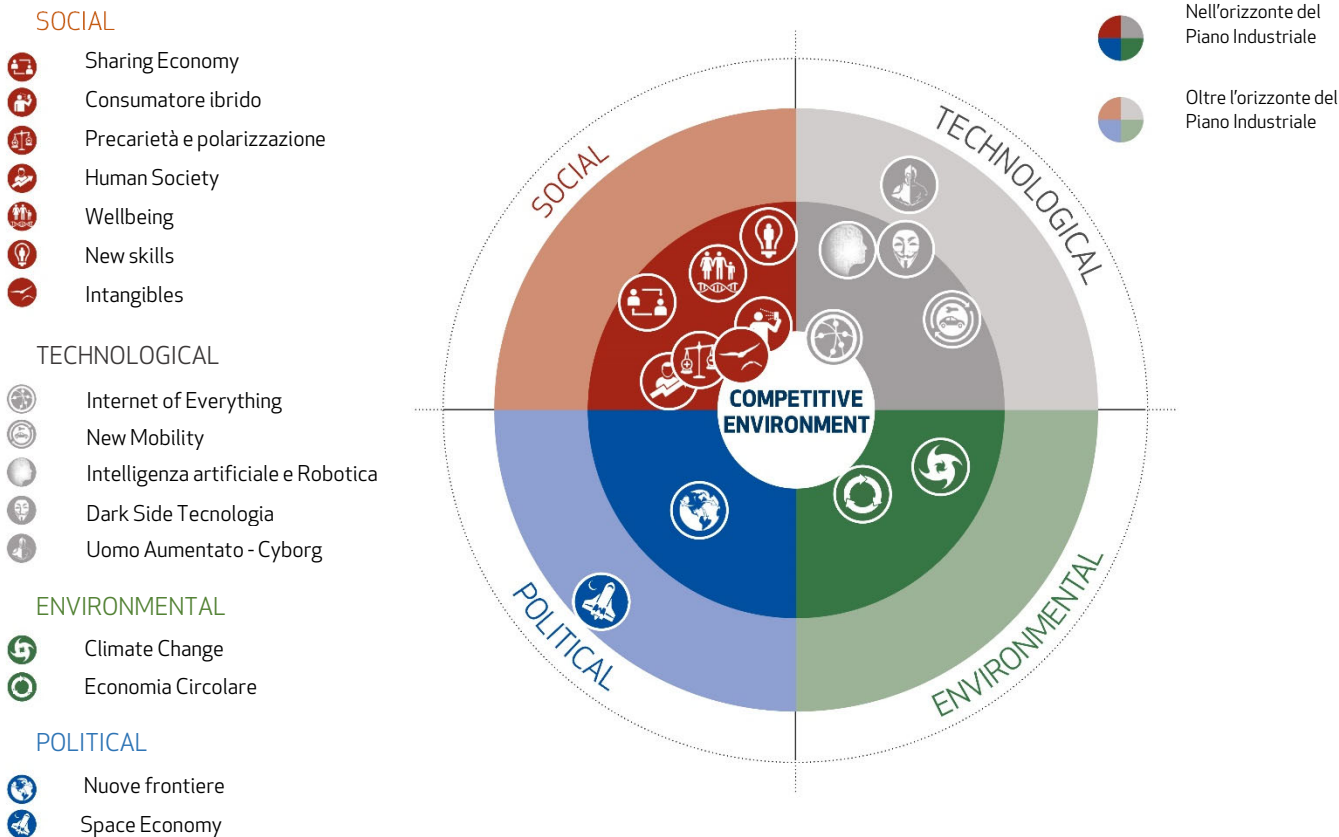 SOCIAL
Sharing Economy
Consumatore ibrido
Precarietà e polarizzazione
Human Society
Wellbeing
New skills
Intangibles
TECHNOLOGICAL
Internet of Everything
New Mobility
Intelligenza artificiale e Robotica
Dark Side Tecnologia
Uomo Aumentato - Cyborg
ENVIRONMENTAL
Climate Change
Economia Circolare
POLITICAL
Nuove frontiere
Space Economy
SOCIAL
TECHNOLOGICAL
COMPETITIVE
ENVIRONMENT
POLITICAL
ENVIRONMENTAL
Nell'orizzonte del
Piano Industriale
Oltre l'orizzonte del
Piano Industriale